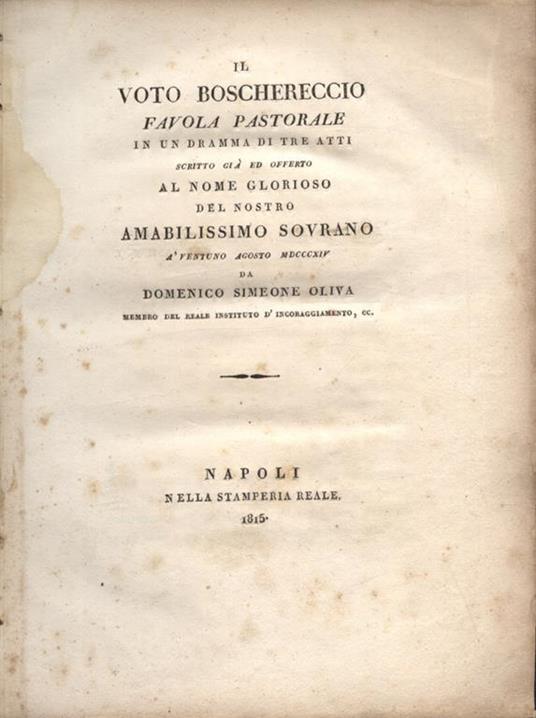 IL
VOTO BOSCHERECCIO
FAVOLA PASTORALE
IN UN DRAMMA DI TRE ATTI
SCRITTO GIÀ ED OFFERTO
AL NOME GLORIOSO
DEL NOSTRO
AMABILISSIMO SOVRANO
A' VENTUNO AGOSTO MDCCCXIV
DA
DOMENICO SIMEONE OLIVA
MEMBRO DEL REALE INSTITUTO D' INCORAGGIAMENTO, CC.
NAPOLI
NELLA STAMPERIA REALE.
1815.